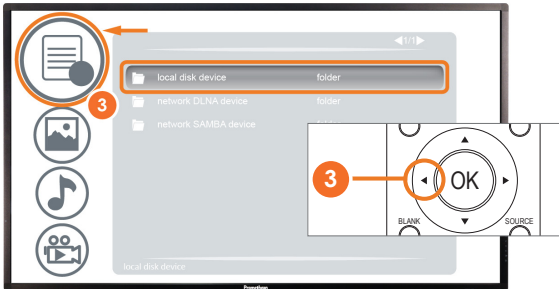 1/1
local disk device folder
network DLNA device folder
network SAMBA device
3
3
OK
BLANK
SOURCE
local disk device
Promethean